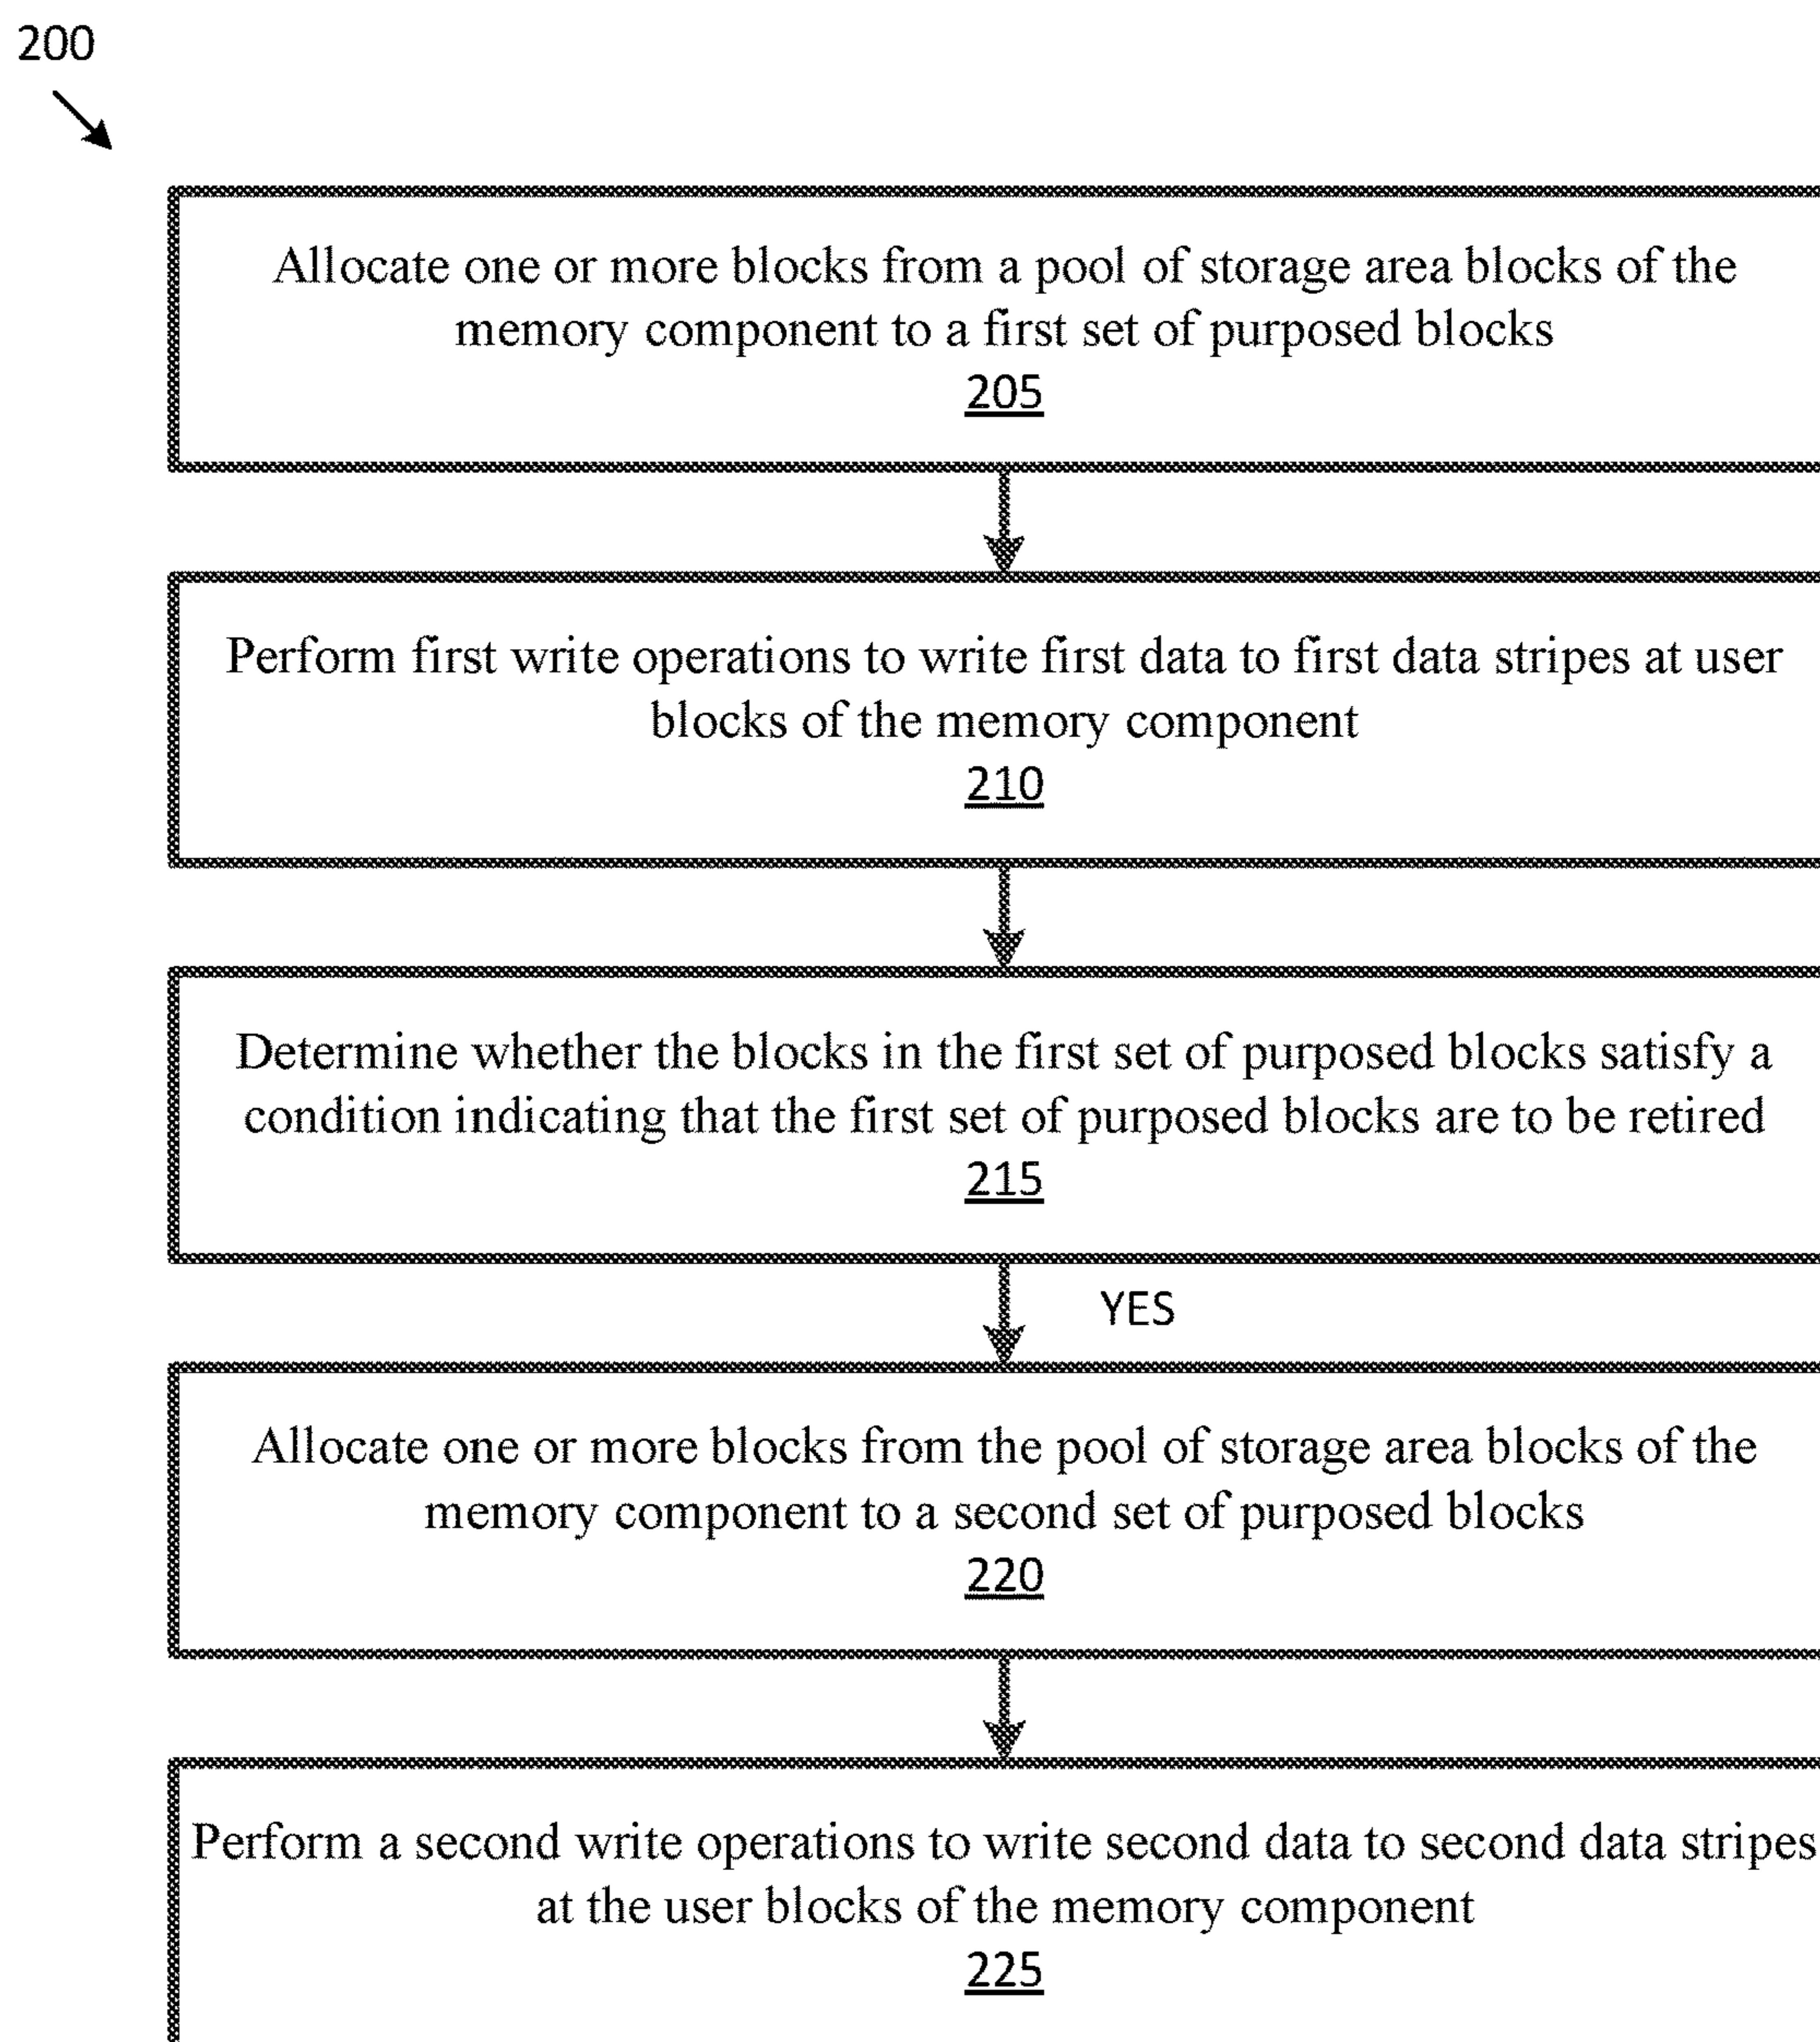 200
Allocate one or more blocks from a pool of storage area blocks of the
memory component to a first set of purposed blocks
205
Perform first write operations to write first data to first data stripes at user
blocks of the memory component
210
Determine whether the blocks in the first set of purposed blocks satisfy a
condition indicating that the first set of purposed blocks are to be retired
215
YES
Allocate one or more blocks from the pool of storage area blocks of the
memory component to a second set of purposed blocks
220
Perform a second write operations to write second data to second data stripes
at the user blocks of the memory component
225